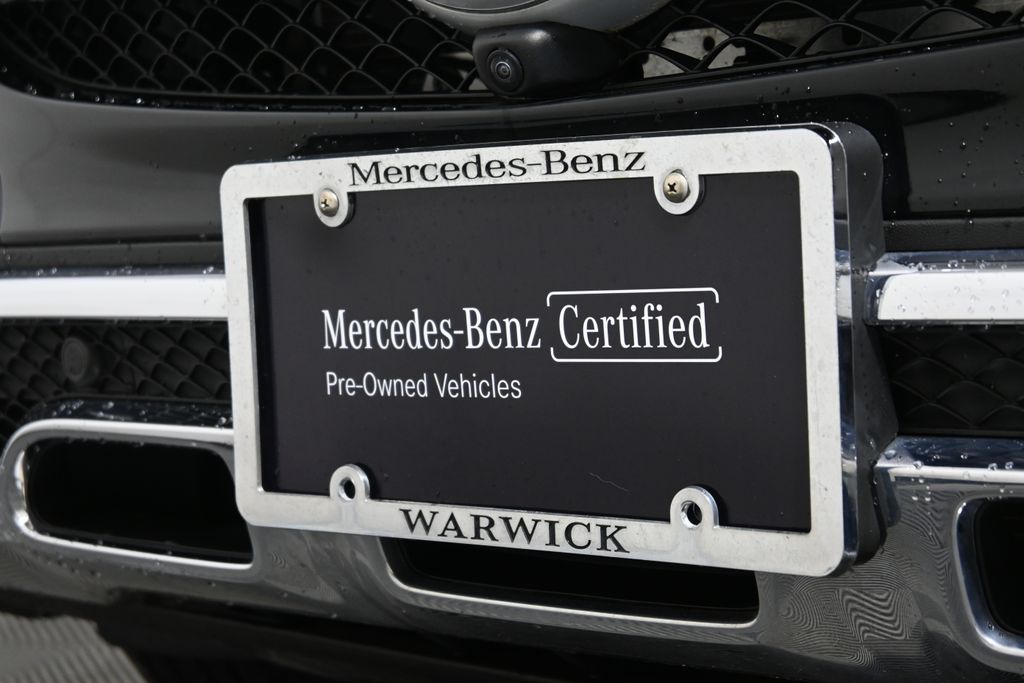 Mercedes-Benz
Mercedes-Benz Certified
Pre-Owned Vehicles
WARWICK